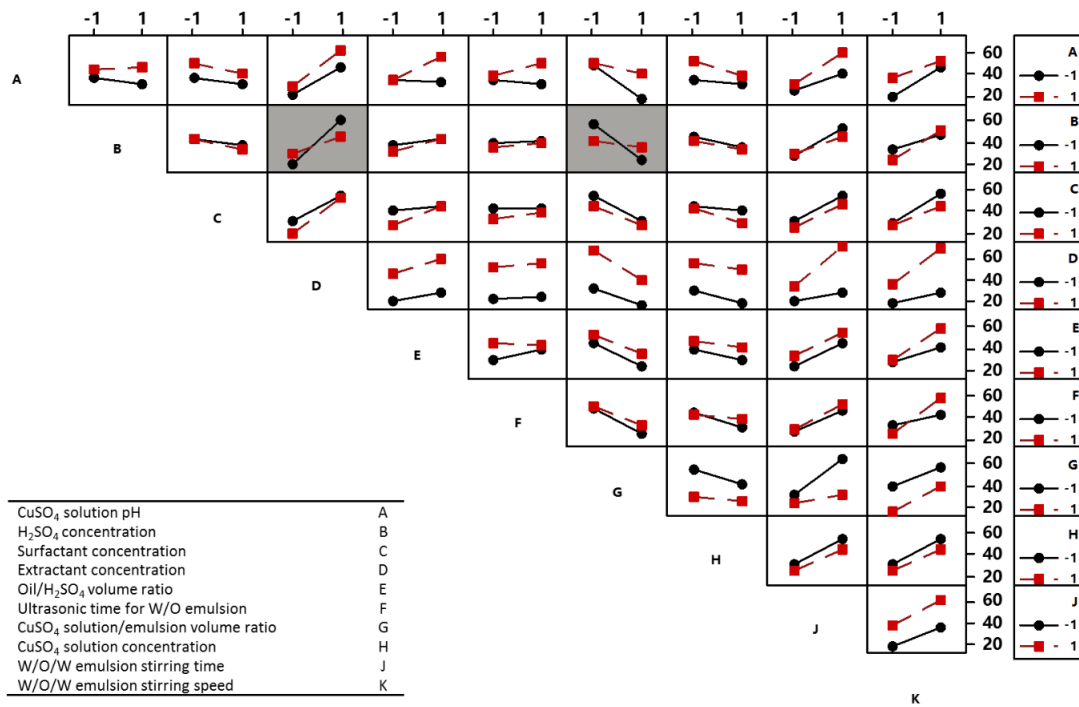 -1 1 -1 1 -1 1 -1 1 -1 1 -1 1 -1 1 -1 1 -1 1
A
60
40
20
A
-1
1
B
60
40
20
B
-1
1
C
60
40
20
C
-1
1
D
60
40
20
D
-1
1
E
60
40
20
E
-1
1
F
60
40
20
F
-1
1
G
60
40
20
G
-1
1
H
60
40
20
H
-1
1
J
60
40
20
J
-1
1
K
CuSO₄ solution pH A
H₂SO₄ concentration B
Surfactant concentration C
Extractant concentration D
Oil/H₂SO₄ volume ratio E
Ultrasonic time for W/O emulsion F
CuSO₄ solution/emulsion volume ratio G
CuSO₄ solution concentration H
W/O/W emulsion stirring time J
W/O/W emulsion stirring speed K